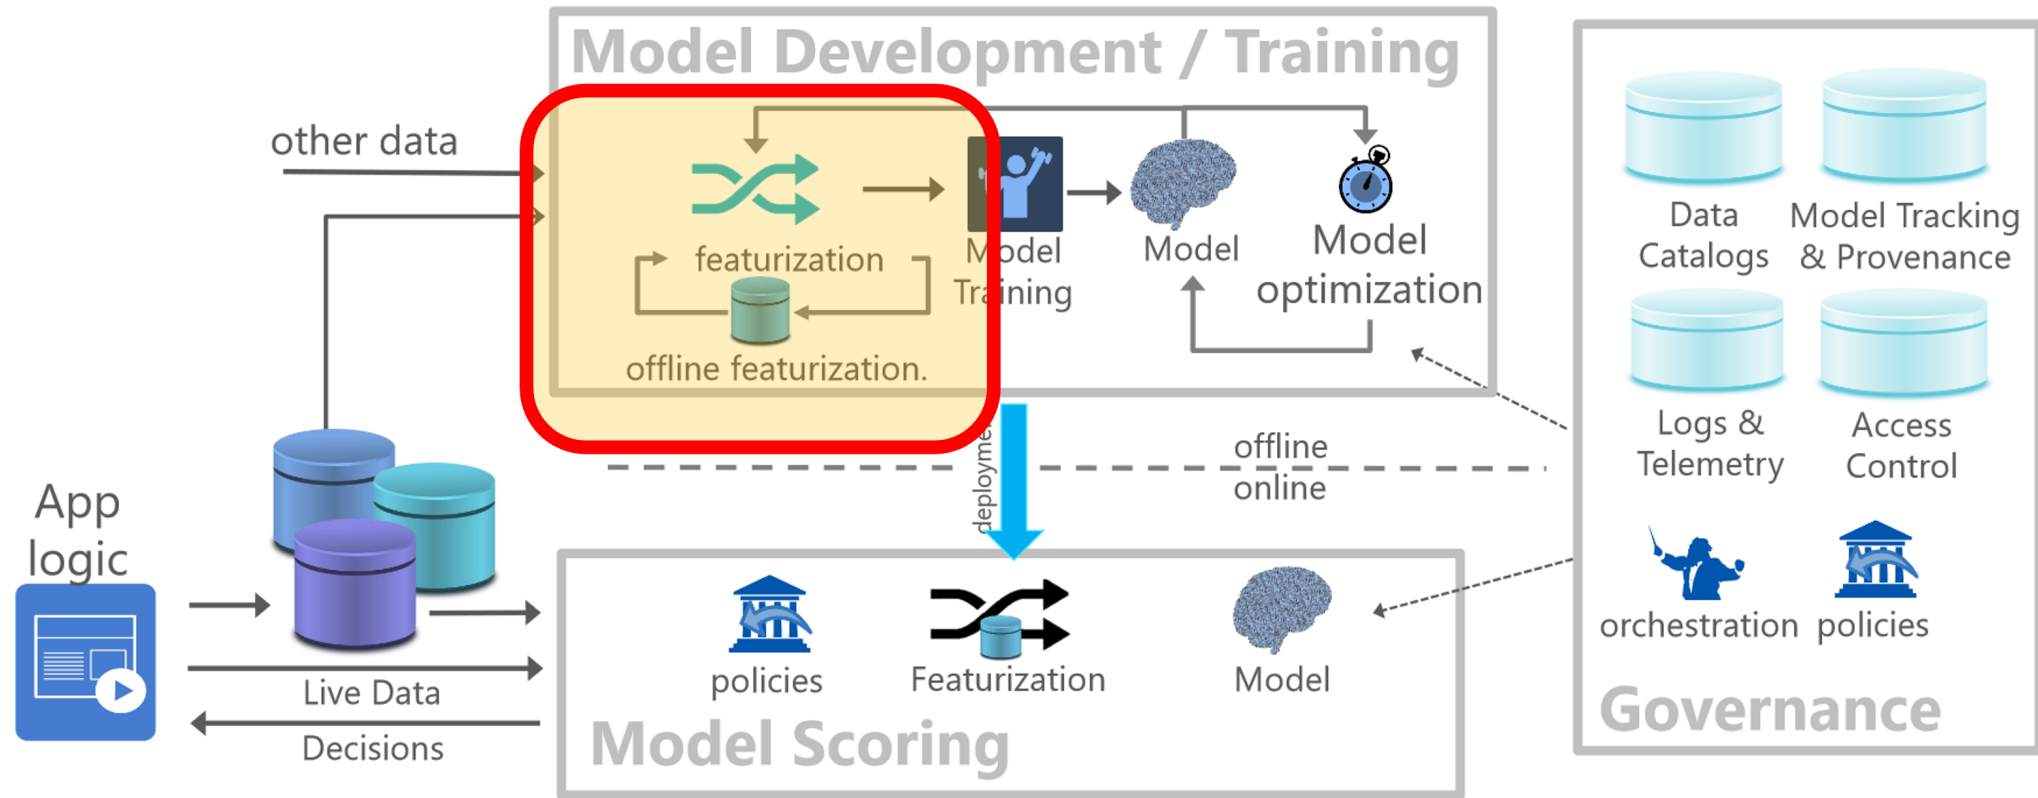 Model Development / Training
other data
featurization
offline featurization.
Model
Training
Model
Model
optimization
deployment
offline
online
App
logic
Live Data
Decisions
policies
Featurization
Model
Model Scoring
Data
Catalogs
Model Tracking
& Provenance
Logs &
Telemetry
Access
Control
orchestration
policies
Governance